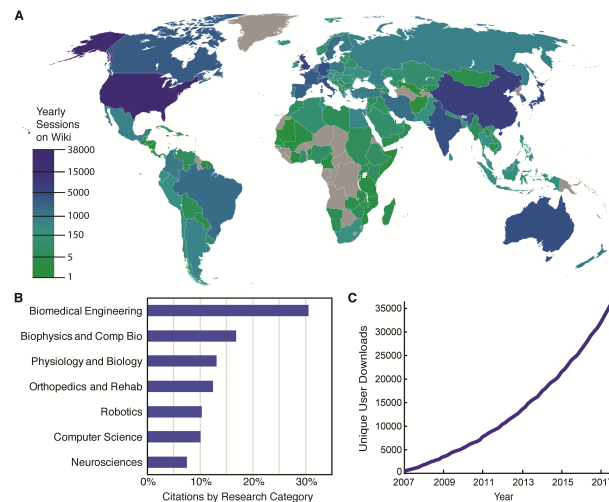 A
Yearly
Sessions
on Wiki
38000
15000
5000
1000
150
5
1
B
Biomedical Engineering
Biophysics and Comp Bio
Physiology and Biology
Orthopedics and Rehab
Robotics
Computer Science
Neurosciences
0% 10% 20% 30%
Citations by Research Category
C
Unique User Downloads
35000
30000
25000
20000
15000
10000
5000
0
2007 2009 2011 2013 2015
Year